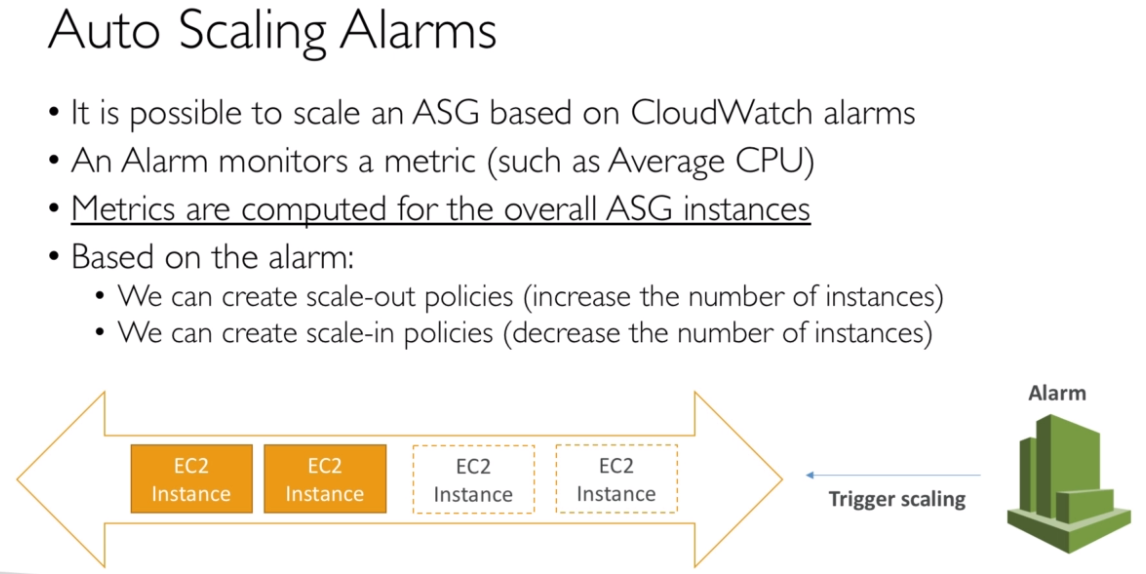 Auto Scaling Alarms
• It is possible to scale an ASG based on CloudWatch alarms
• An Alarm monitors a metric (such as Average CPU)
• Metrics are computed for the overall ASG instances
• Based on the alarm:
• We can create scale-out policies (increase the number of instances)
• We can create scale-in policies (decrease the number of instances)
EC2
Instance
EC2
Instance
EC2
Instance
EC2
Instance
Trigger scaling
Alarm